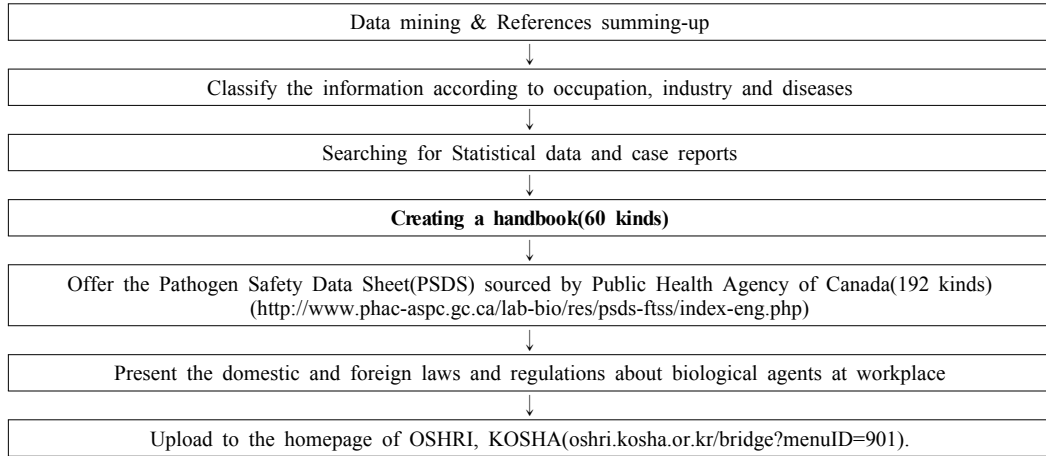 Data mining & References summing-up
Classify the information according to occupation, industry and diseases
Searching for Statistical data and case reports
Creating a handbook(60 kinds)
Offer the Pathogen Safety Data Sheet(PSDS) sourced by Public Health Agency of Canada(192 kinds)
(http://www.phac-aspc.gc.ca/lab-bio/res/psds-ftss/index-eng.php)
Present the domestic and foreign laws and regulations about biological agents at workplace
Upload to the homepage of OSHRI, KOSHA(oshri.kosha.or.kr/bridge?menuID=901).